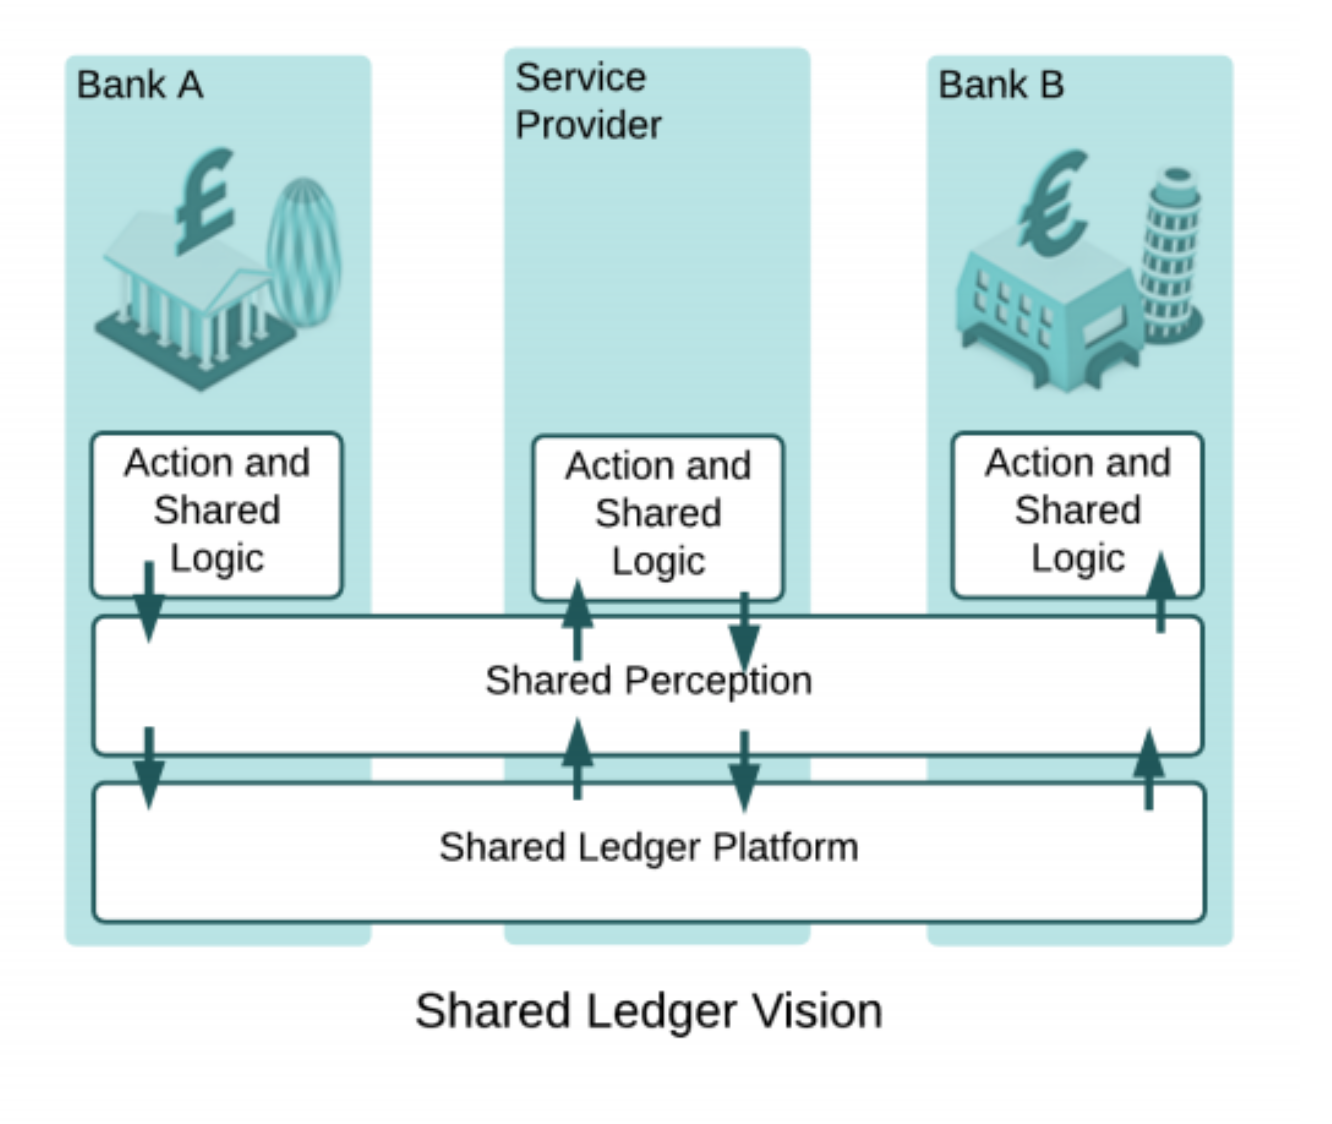 Bank A
£
Action and
Shared
Logic
Service
Provider
Action and
Shared
Logic
Bank B
€
Action and
Shared
Logic
Shared Perception
Shared Ledger Platform
Shared Ledger Vision